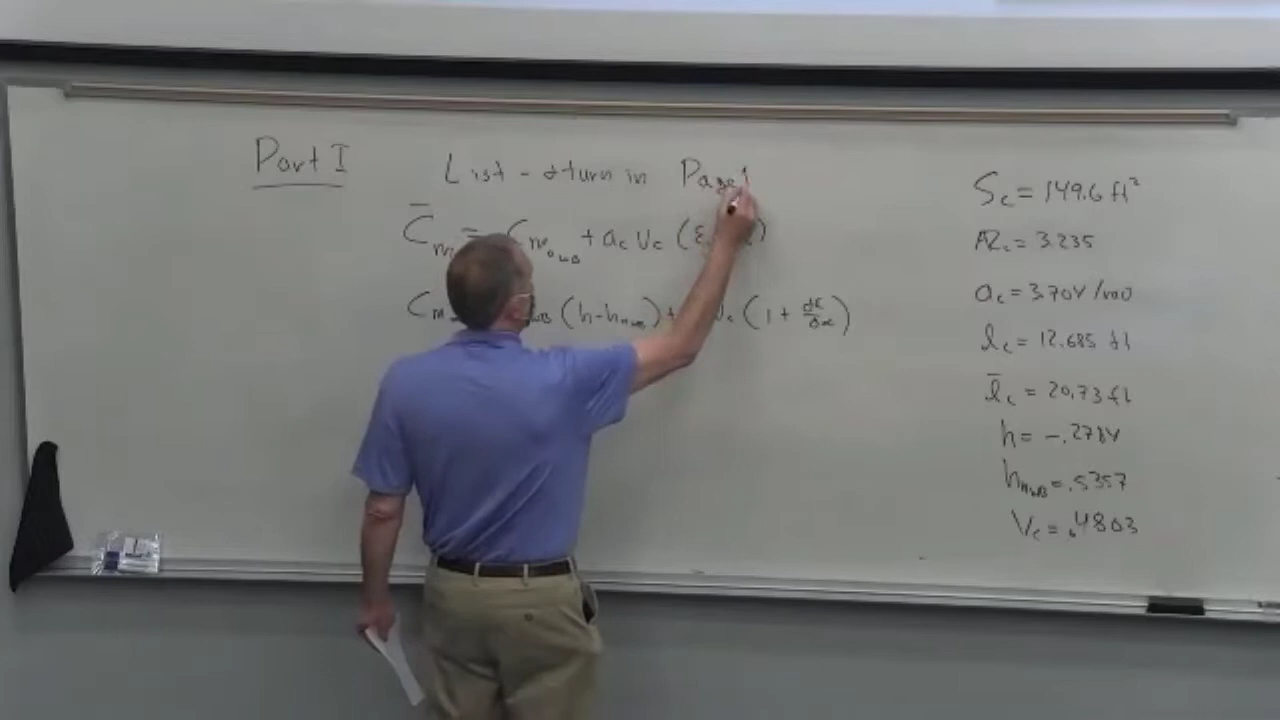 Part I
List - turn in Page
C̄m = Cm₀WB + ac Vc (ε
Cm WB (h-hnWB) + Vc (1 + dε/dα)
Sc = 149.6 ft²
ARc = 3.235
ac = 3.704 /rad
lc = 12.685 ft
l̄c = 20.73 ft
h = -.2784
hnWB = .5357
Vc = .4803